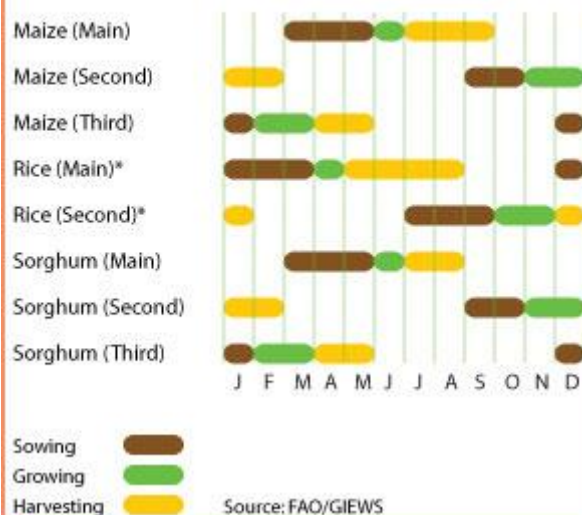 Maize (Main)
Maize (Second)
Maize (Third)
Rice (Main)*
Rice (Second)*
Sorghum (Main)
Sorghum (Second)
Sorghum (Third)
J F M A M J J A S O N D
Sowing
Growing
Harvesting
Source: FAO/GIEWS